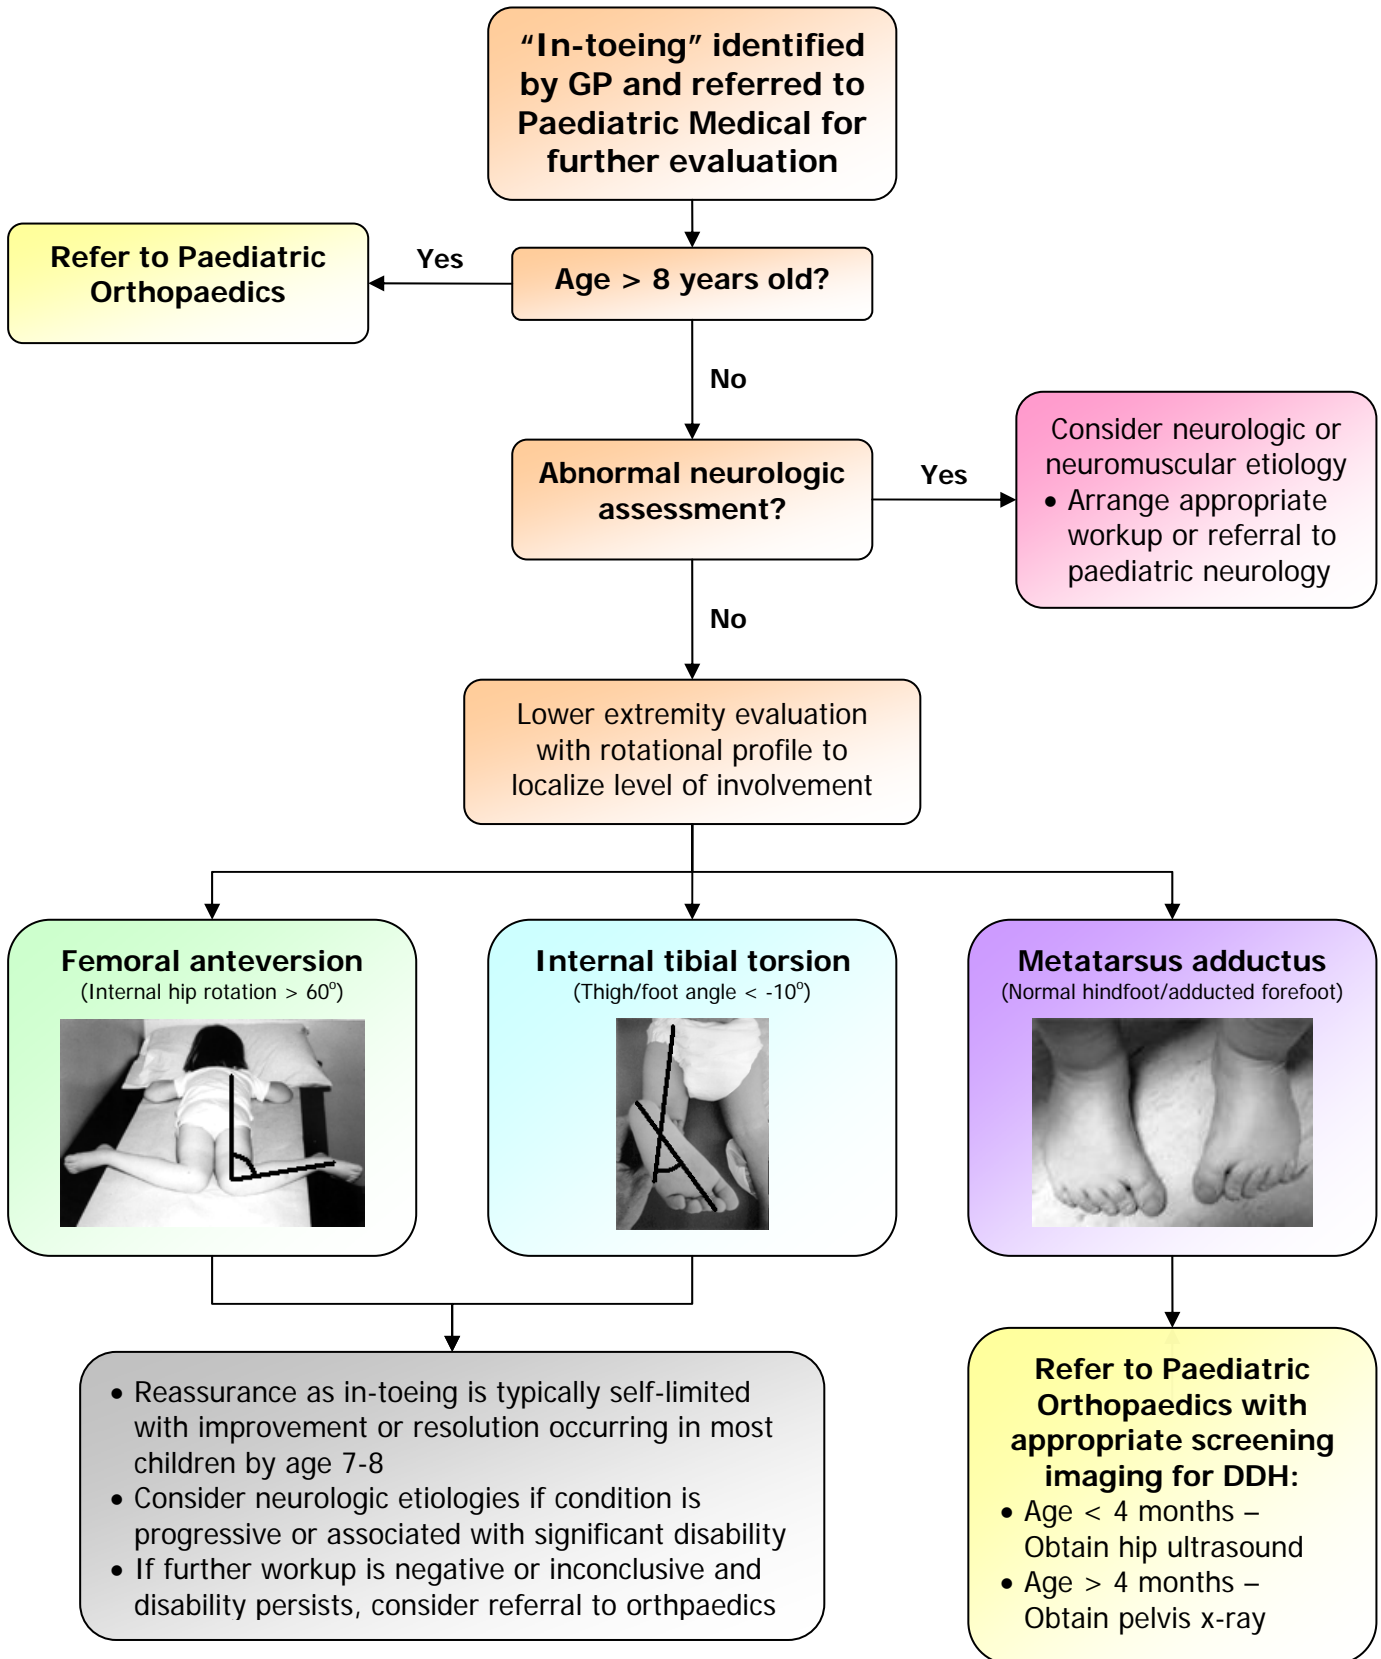 “In-toeing” identified
by GP and referred to
Paediatric Medical for
further evaluation
Refer to Paediatric
Orthopaedics
Yes
Age > 8 years old?
No
Abnormal neurologic
assessment?
Yes
Consider neurologic or
neuromuscular etiology
• Arrange appropriate
workup or referral to
paediatric neurology
No
Lower extremity evaluation
with rotational profile to
localize level of involvement
Femoral anteversion
(Internal hip rotation > 60º)
Internal tibial torsion
(Thigh/foot angle < -10º)
Metatarsus adductus
(Normal hindfoot/adducted forefoot)
• Reassurance as in-toeing is typically self-limited
with improvement or resolution occurring in most
children by age 7-8
• Consider neurologic etiologies if condition is
progressive or associated with significant disability
• If further workup is negative or inconclusive and
disability persists, consider referral to orthpaedics
Refer to Paediatric
Orthopaedics with
appropriate screening
imaging for DDH:
• Age < 4 months –
Obtain hip ultrasound
• Age > 4 months –
Obtain pelvis x-ray